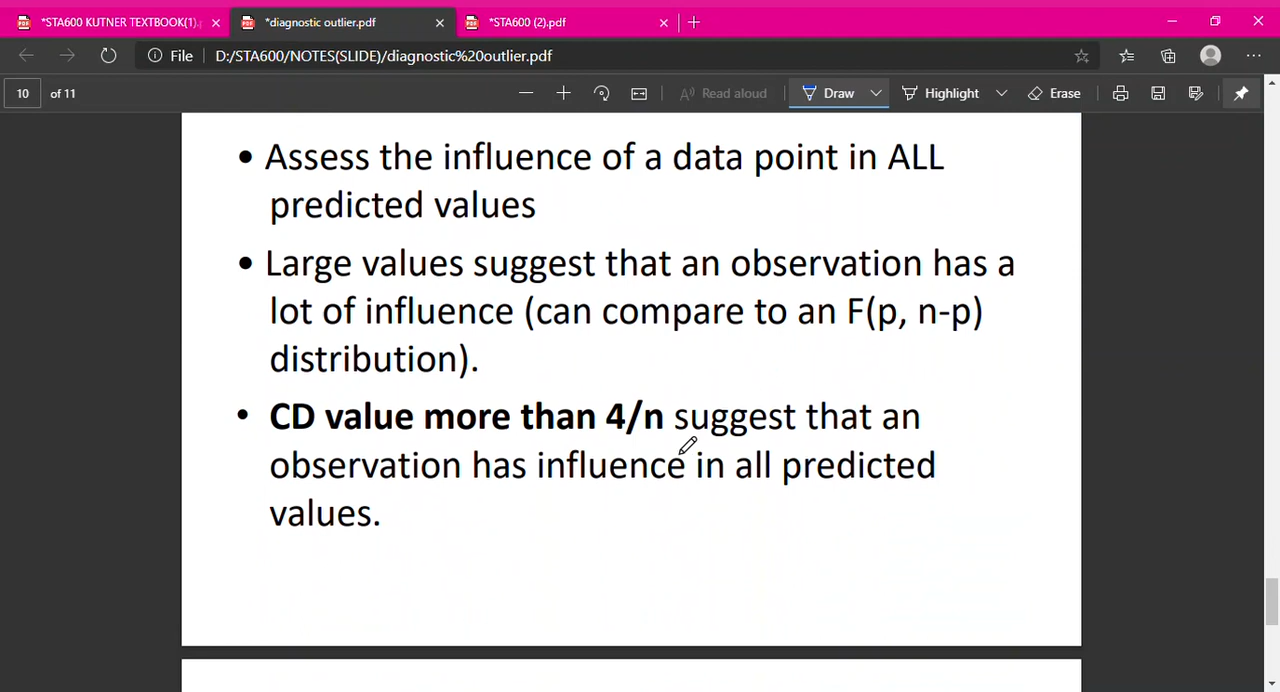 *STA600 KUTNER TEXTBOOK(1).
*diagnostic outlier.pdf
*STA600 (2).pdf
File
D:/STA600/NOTES(SLIDE)/diagnostic%20outlier.pdf
10
of 11
Read aloud
Draw
Highlight
Erase
• Assess the influence of a data point in ALL
predicted values
• Large values suggest that an observation has a
lot of influence (can compare to an F(p, n-p)
distribution).
• CD value more than 4/n suggest that an
observation has influence in all predicted
values.